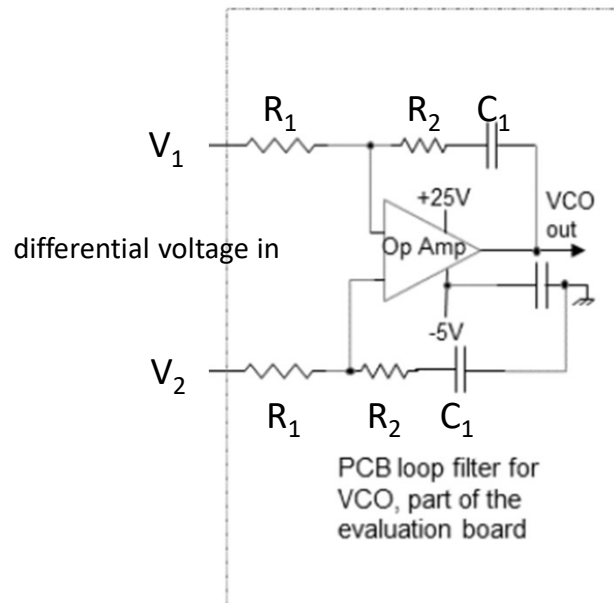 R₁
R₂
C₁
V₁
+25V
VCO
out
differential voltage in
Op Amp
-5V
V₂
R₁
R₂
C₁
PCB loop filter for
VCO, part of the
evaluation board